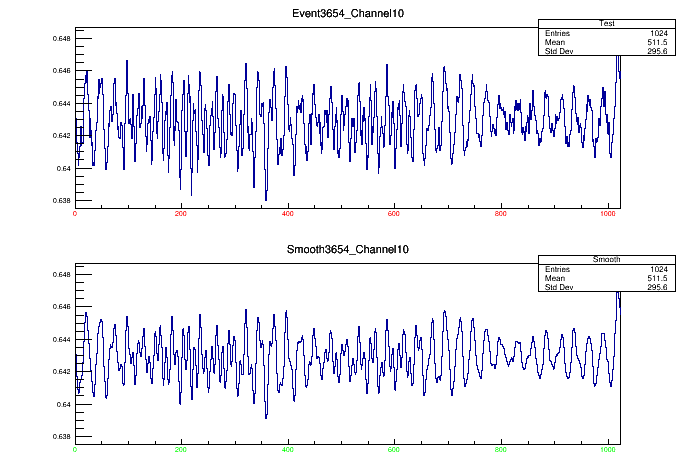 Event3654_Channel10
Test
Entries 1024
Mean 511.5
Std Dev 295.6
0.648
0.646
0.644
0.642
0.64
0.638
0 200 400 600 800 1000
Smooth3654_Channel10
Smooth
Entries 1024
Mean 511.5
Std Dev 295.6
0.648
0.646
0.644
0.642
0.64
0.638
0 200 400 600 800 1000